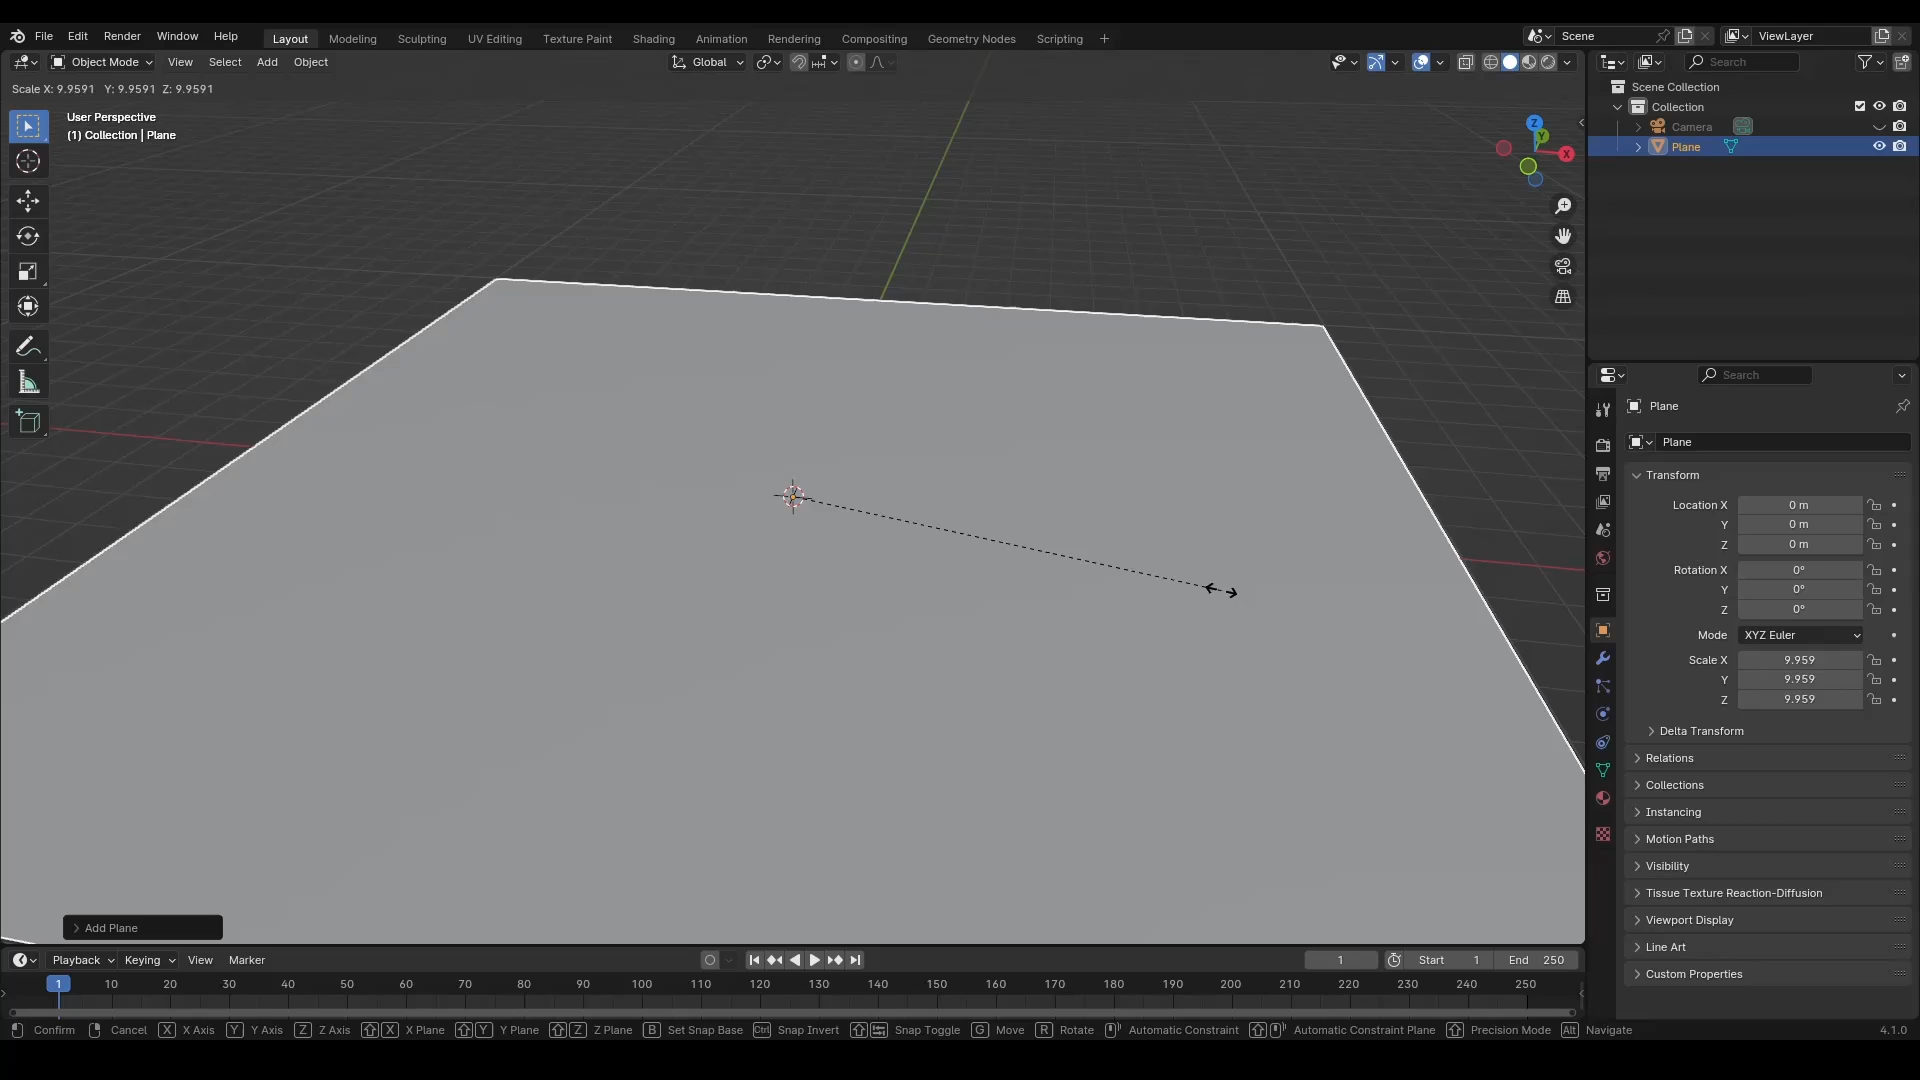 File Edit Render Window Help
Layout Modeling Sculpting UV Editing Texture Paint Shading Animation Rendering Compositing Geometry Nodes Scripting +
Scene
ViewLayer
Object Mode View Select Add Object
Global
Search
Scale X: 9.9591 Y: 9.9591 Z: 9.9591
User Perspective
(1) Collection | Plane
Z
Y
X
Scene Collection
Collection
Camera
Plane
Search
Plane
Plane
Transform
Location X 0 m
Y 0 m
Z 0 m
Rotation X 0°
Y 0°
Z 0°
Mode XYZ Euler
Scale X 9.959
Y 9.959
Z 9.959
Delta Transform
Relations
Collections
Instancing
Motion Paths
Visibility
Tissue Texture Reaction-Diffusion
Viewport Display
Line Art
Custom Properties
Add Plane
Playback Keying View Marker
1 Start 1 End 250
1 10 20 30 40 50 60 70 80 90 100 110 120 130 140 150 160 170 180 190 200 210 220 230 240 250
Confirm Cancel X X Axis Y Y Axis Z Z Axis X X Plane Y Y Plane Z Z Plane B Set Snap Base Ctrl Snap Invert Snap Toggle G Move R Rotate Automatic Constraint Automatic Constraint Plane Precision Mode Alt Navigate 4.1.0